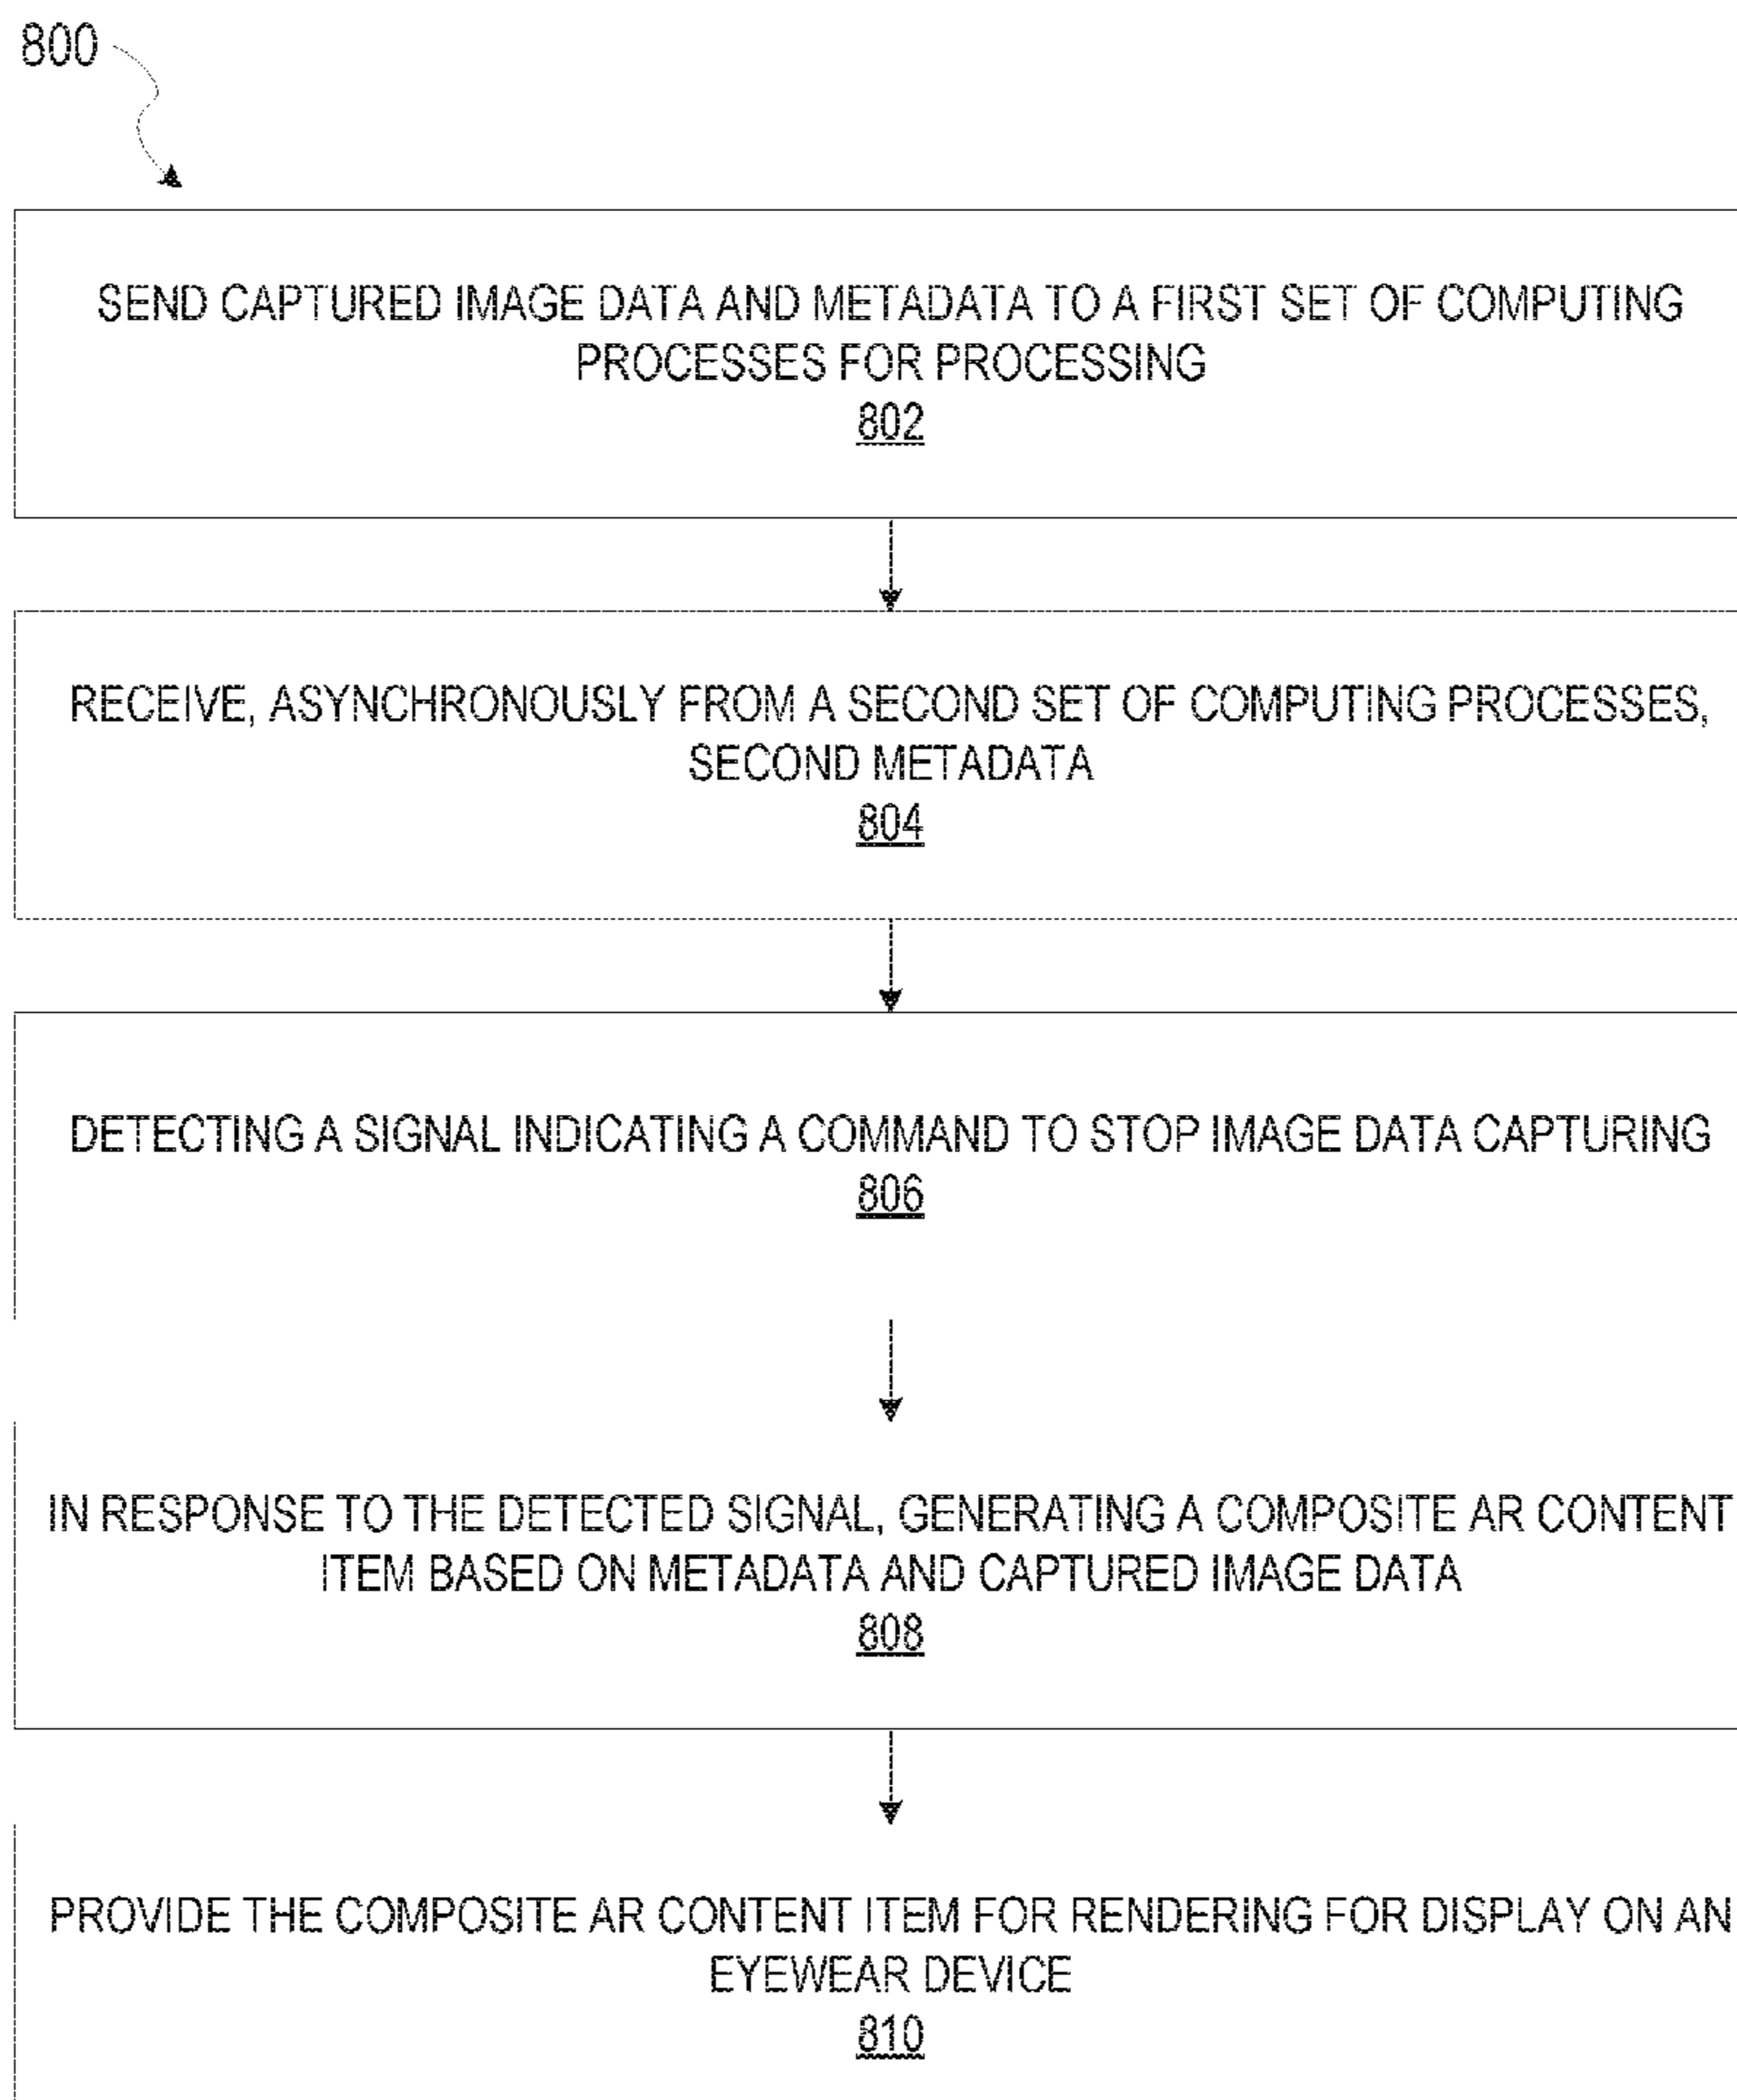 800
SEND CAPTURED IMAGE DATA AND METADATA TO A FIRST SET OF COMPUTING
PROCESSES FOR PROCESSING
802
RECEIVE, ASYNCHRONOUSLY FROM A SECOND SET OF COMPUTING PROCESSES,
SECOND METADATA
804
DETECTING A SIGNAL INDICATING A COMMAND TO STOP IMAGE DATA CAPTURING
806
IN RESPONSE TO THE DETECTED SIGNAL, GENERATING A COMPOSITE AR CONTENT
ITEM BASED ON METADATA AND CAPTURED IMAGE DATA
808
PROVIDE THE COMPOSITE AR CONTENT ITEM FOR RENDERING FOR DISPLAY ON AN
EYEWEAR DEVICE
810